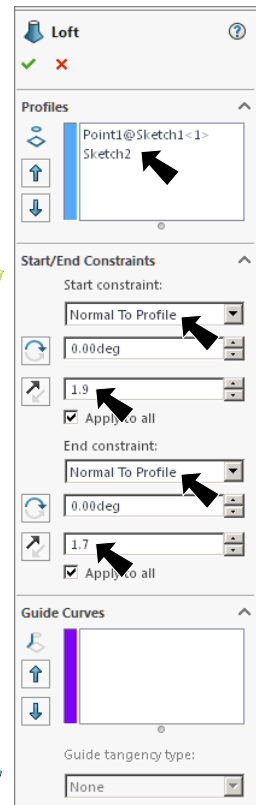 Loft
Profiles
Point1@Sketch1<1>
Sketch2
Start/End Constraints
Start constraint:
Normal To Profile
0.00deg
1.9
Apply to all
End constraint:
Normal To Profile
0.00deg
1.7
Apply to all
Guide Curves
Guide tangency type:
None